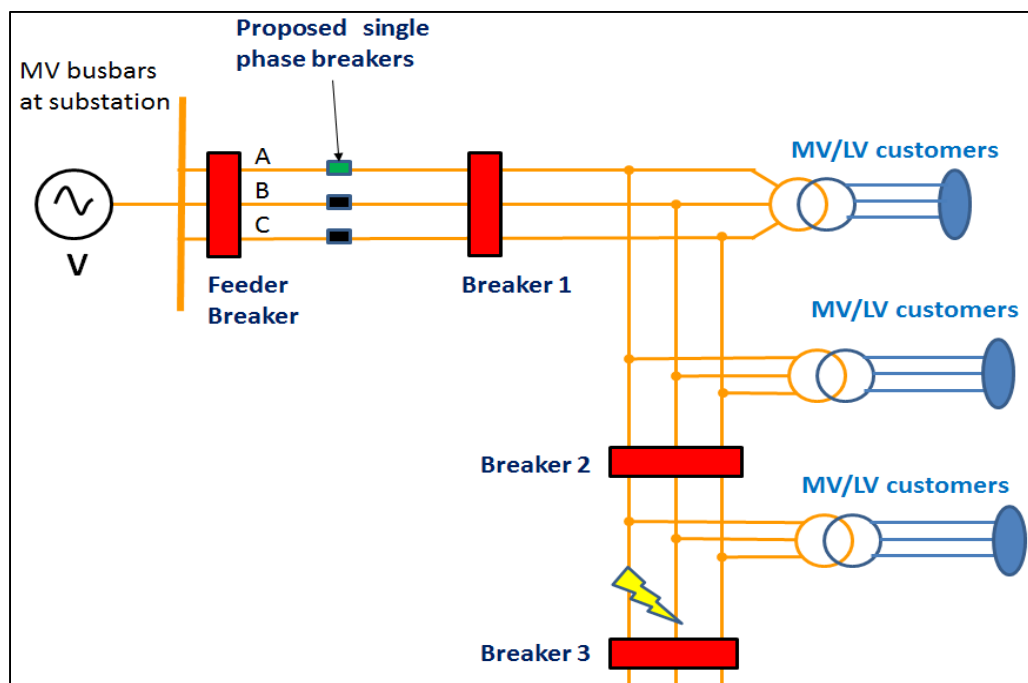 Proposed single
phase breakers
MV busbars
at substation
A
B
C
V
Feeder
Breaker
Breaker 1
MV/LV customers
MV/LV customers
Breaker 2
MV/LV customers
Breaker 3